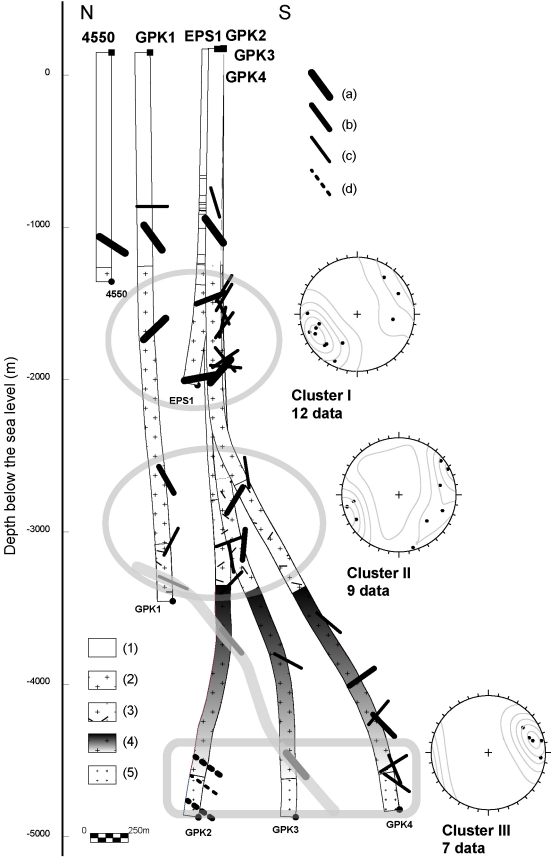 N S
4550 GPK1 EPS1 GPK2
GPK3
GPK4
0
(a)
(b)
(c)
(d)
-1000
4550
-2000
EPS1
Cluster I
12 data
Depth below the sea level (m)
-3000
Cluster II
9 data
GPK1
(1)
(2)
(3)
-4000
(4)
(5)
0 250m
-5000
GPK2 GPK3 GPK4
Cluster III
7 data